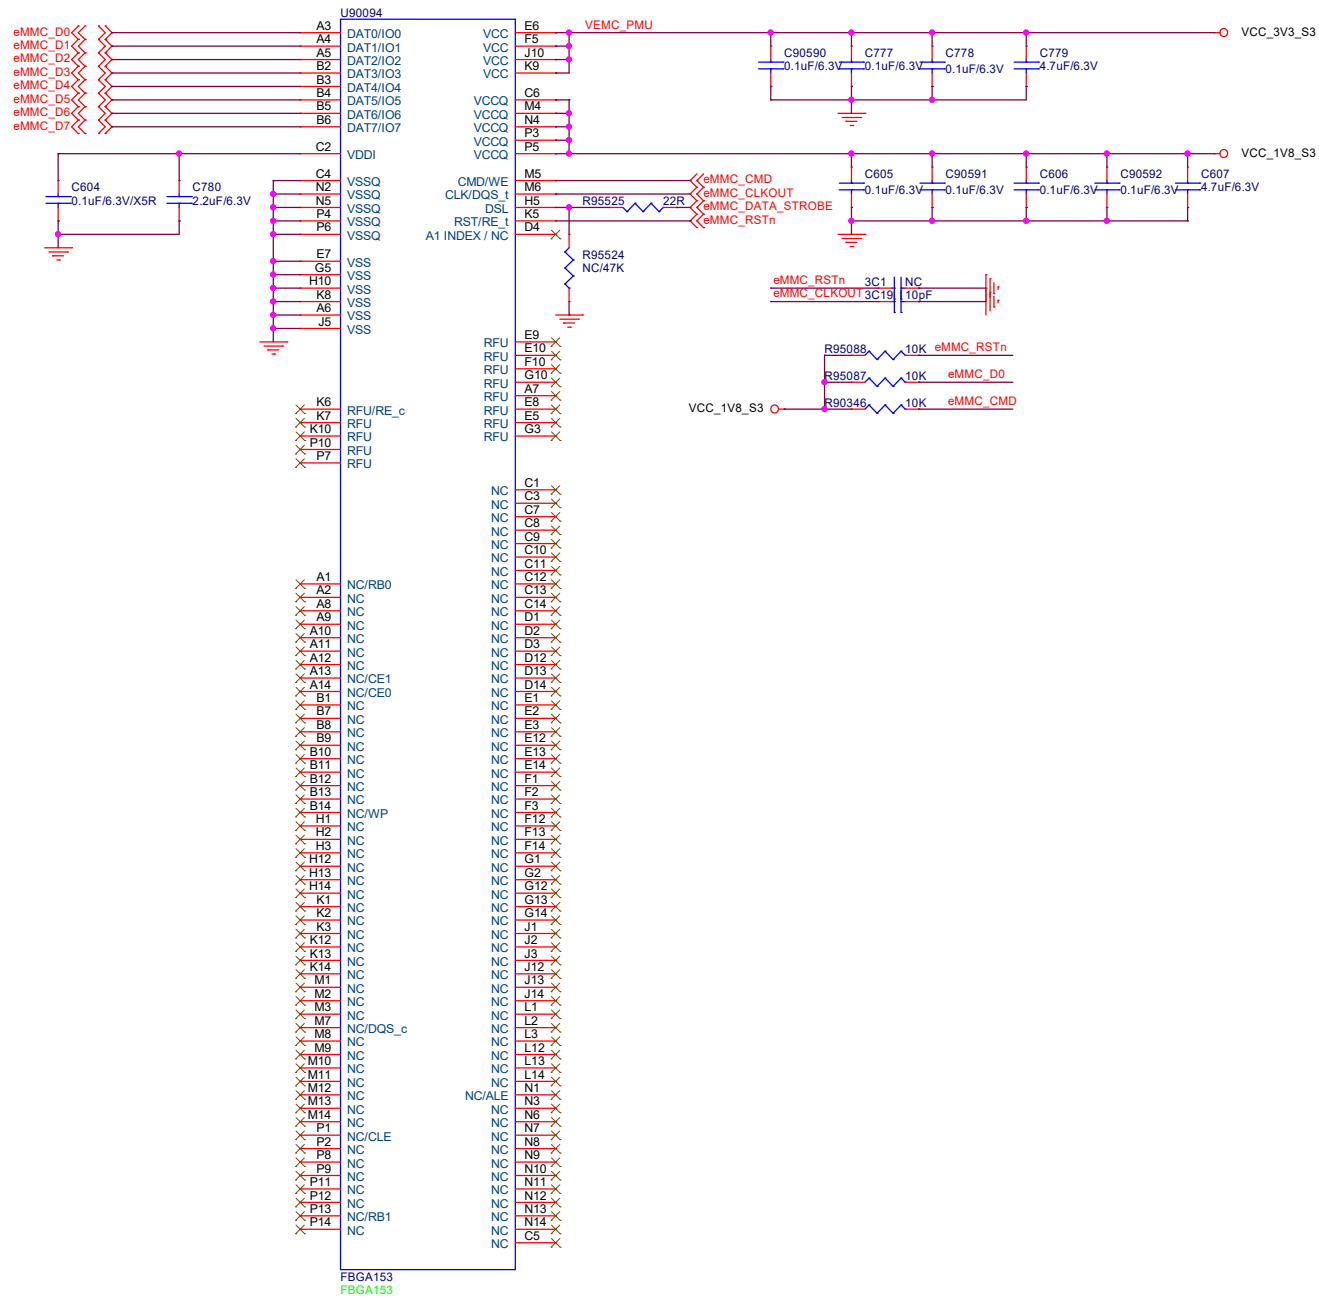 U90094
eMMC_D0 A3 DAT0/IO0
eMMC_D1 A4 DAT1/IO1
eMMC_D2 A5 DAT2/IO2
eMMC_D3 B2 DAT3/IO3
eMMC_D4 B3 DAT4/IO4
eMMC_D5 B4 DAT5/IO5
eMMC_D6 B5 DAT6/IO6
eMMC_D7 B6 DAT7/IO7
C2 VDDI
C604
0.1uF/6.3V/X5R
C780
2.2uF/6.3V
C4 VSSQ
N2 VSSQ
N5 VSSQ
P4 VSSQ
P6 VSSQ
E7 VSS
G5 VSS
H10 VSS
K8 VSS
A6 VSS
J5 VSS
K6 RFU/RE_c
K7 RFU
K10 RFU
P10 RFU
P7 RFU
A1 NC/RB0
A2 NC
A8 NC
A9 NC
A10 NC
A11 NC
A12 NC
A13 NC/CE1
A14 NC/CE0
B1 NC
B7 NC
B8 NC
B9 NC
B10 NC
B11 NC
B12 NC
B13 NC
B14 NC/WP
H1 NC
H2 NC
H3 NC
H12 NC
H13 NC
H14 NC
K1 NC
K2 NC
K3 NC
K12 NC
K13 NC
K14 NC
M1 NC
M2 NC
M3 NC
M7 NC/DQS_c
M8 NC
M9 NC
M10 NC
M11 NC
M12 NC
M13 NC
M14 NC
P1 NC/CLE
P2 NC
P8 NC
P9 NC
P11 NC
P12 NC
P13 NC/RB1
P14 NC
VCC E6 VEMC_PMU VCC_3V3_S3
VCC F5
VCC J10
VCC K9
C90590
0.1uF/6.3V
C777
0.1uF/6.3V
C778
0.1uF/6.3V
C779
4.7uF/6.3V
VCCQ C6
VCCQ M4
VCCQ N4
VCCQ P3
VCCQ P5 VCC_1V8_S3
C605
0.1uF/6.3V
C90591
0.1uF/6.3V
C606
0.1uF/6.3V
C90592
0.1uF/6.3V
C607
4.7uF/6.3V
CMD/WE M5 eMMC_CMD
CLK/DQS_t M6 eMMC_CLKOUT
DSL H5 R95525 22R eMMC_DATA_STROBE
RST/RE_t K5 eMMC_RSTn
A1 INDEX / NC D4
R95524
NC/47K
eMMC_RSTn 3C1 NC
eMMC_CLKOUT 3C19 10pF
R95088 10K eMMC_RSTn
R95087 10K eMMC_D0
VCC_1V8_S3 R90346 10K eMMC_CMD
RFU E9
RFU E10
RFU F10
RFU G10
RFU A7
RFU E8
RFU E5
RFU G3
NC C1
NC C3
NC C7
NC C8
NC C9
NC C10
NC C11
NC C12
NC C13
NC C14
NC D1
NC D2
NC D3
NC D12
NC D13
NC D14
NC E1
NC E2
NC E3
NC E12
NC E13
NC E14
NC F1
NC F2
NC F3
NC F12
NC F13
NC F14
NC G1
NC G2
NC G12
NC G13
NC G14
NC J1
NC J2
NC J3
NC J12
NC J13
NC J14
NC L1
NC L2
NC L3
NC L12
NC L13
NC L14
NC/ALE N1
NC N3
NC N6
NC N7
NC N8
NC N9
NC N10
NC N11
NC N12
NC N13
NC N14
NC C5
FBGA153
FBGA153